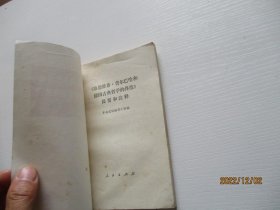 《路德维希·费尔巴哈和
德国古典哲学的终结》
提要和注释
人民出版社
2022/12/02